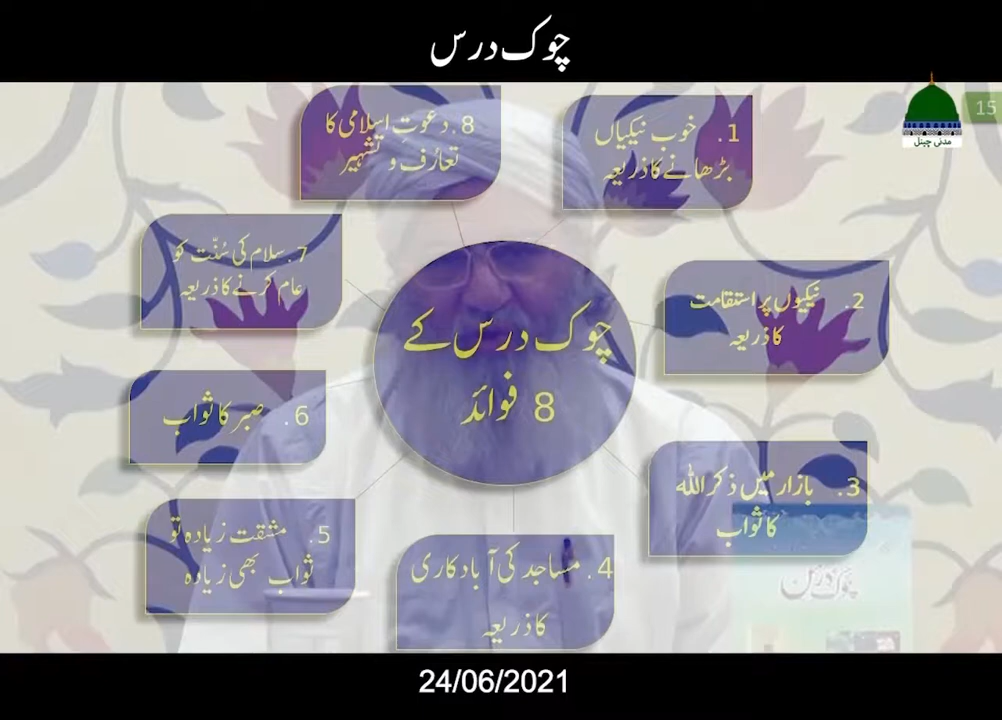 چوک درس
15
مدنی چینل
چوک درس کے
8 فوائد
1. خوب نیکیاں
بڑھانے کا ذریعہ
2. نیکیوں پر استقامت
کا ذریعہ
3. بازار میں ذکر اللہ
کا ثواب
4. مساجد کی آبادکاری
کا ذریعہ
5. مشقت زیادہ تو
ثواب بھی زیادہ
6. صبر کا ثواب
7. سلام کی سُنّت کو
عام کرنے کا ذریعہ
8. دعوتِ اسلامی کا
تعارُف و تشہیر
چوک درس
24/06/2021